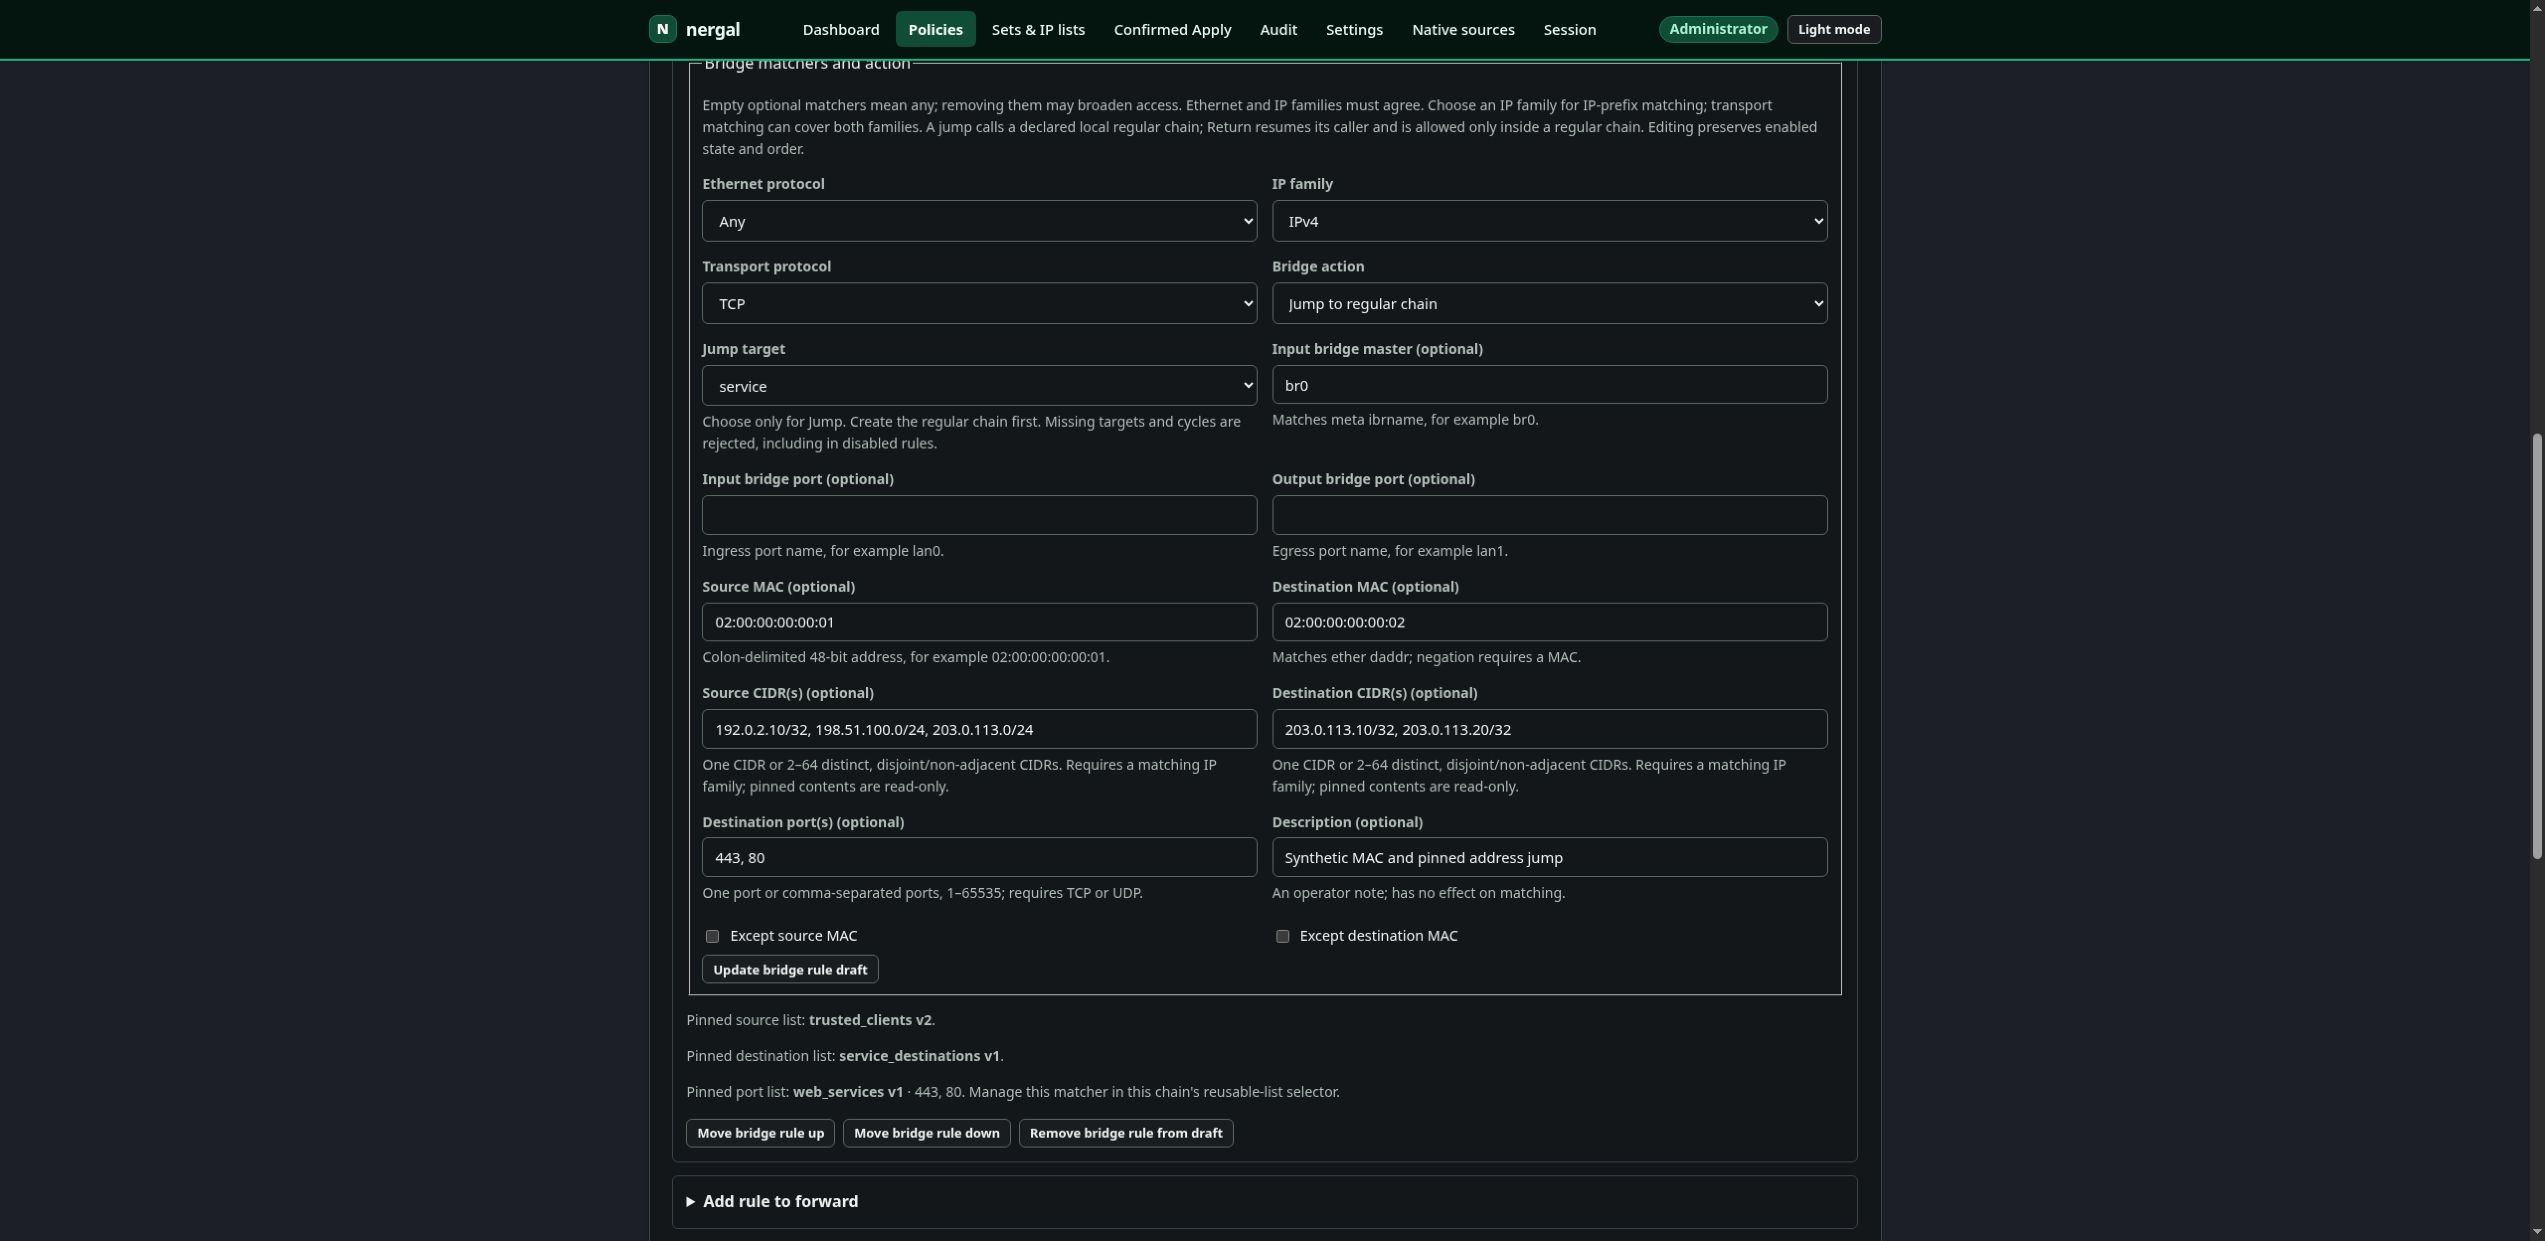 N nergal Dashboard Policies Sets & IP lists Confirmed Apply Audit Settings Native sources Session Administrator Light mode
Bridge matchers and action
Empty optional matchers mean any; removing them may broaden access. Ethernet and IP families must agree. Choose an IP family for IP-prefix matching; transport
matching can cover both families. A jump calls a declared local regular chain; Return resumes its caller and is allowed only inside a regular chain. Editing preserves enabled
state and order.
Ethernet protocol IP family
Any IPv4
Transport protocol Bridge action
TCP Jump to regular chain
Jump target Input bridge master (optional)
service br0
Choose only for Jump. Create the regular chain first. Missing targets and cycles are
rejected, including in disabled rules.
Matches meta ibrname, for example br0.
Input bridge port (optional) Output bridge port (optional)
Ingress port name, for example lan0. Egress port name, for example lan1.
Source MAC (optional) Destination MAC (optional)
02:00:00:00:00:01 02:00:00:00:00:02
Colon-delimited 48-bit address, for example 02:00:00:00:00:01. Matches ether daddr; negation requires a MAC.
Source CIDR(s) (optional) Destination CIDR(s) (optional)
192.0.2.10/32, 198.51.100.0/24, 203.0.113.0/24 203.0.113.10/32, 203.0.113.20/32
One CIDR or 2–64 distinct, disjoint/non-adjacent CIDRs. Requires a matching IP
family; pinned contents are read-only.
One CIDR or 2–64 distinct, disjoint/non-adjacent CIDRs. Requires a matching IP
family; pinned contents are read-only.
Destination port(s) (optional) Description (optional)
443, 80 Synthetic MAC and pinned address jump
One port or comma-separated ports, 1–65535; requires TCP or UDP. An operator note; has no effect on matching.
Except source MAC Except destination MAC
Update bridge rule draft
Pinned source list: trusted_clients v2.
Pinned destination list: service_destinations v1.
Pinned port list: web_services v1 · 443, 80. Manage this matcher in this chain's reusable-list selector.
Move bridge rule up Move bridge rule down Remove bridge rule from draft
Add rule to forward